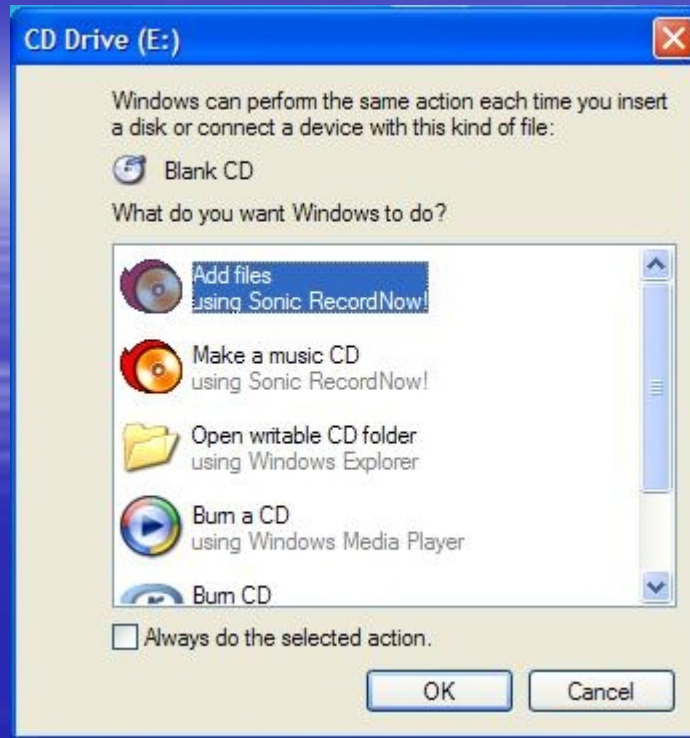 CD Drive (E:)
Windows can perform the same action each time you insert
a disk or connect a device with this kind of file:
Blank CD
What do you want Windows to do?
Add files
using Sonic RecordNow!
Make a music CD
using Sonic RecordNow!
Open writable CD folder
using Windows Explorer
Burn a CD
using Windows Media Player
Burn CD
Always do the selected action.
OK
Cancel